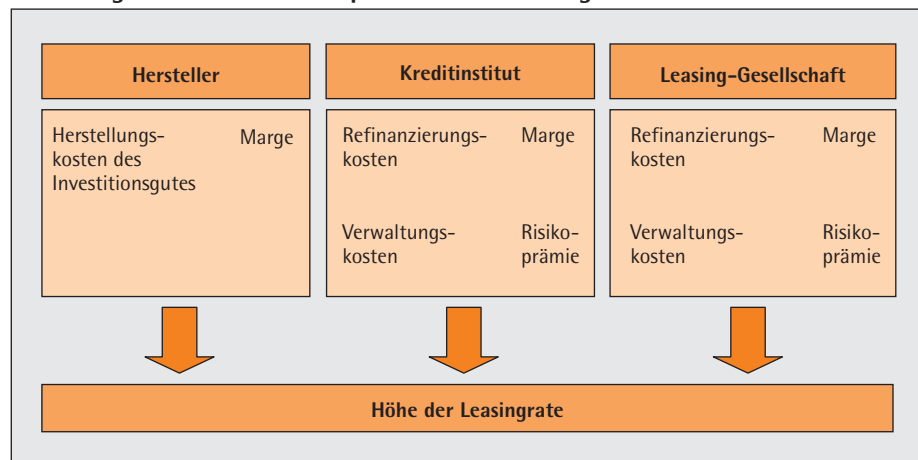 Hersteller
Herstellungs-
kosten des
Investitionsgutes
Marge
Kreditinstitut
Refinanzierungs-
kosten
Marge
Verwaltungs-
kosten
Risiko-
prämie
Leasing-Gesellschaft
Refinanzierungs-
kosten
Marge
Verwaltungs-
kosten
Risiko-
prämie
Höhe der Leasingrate